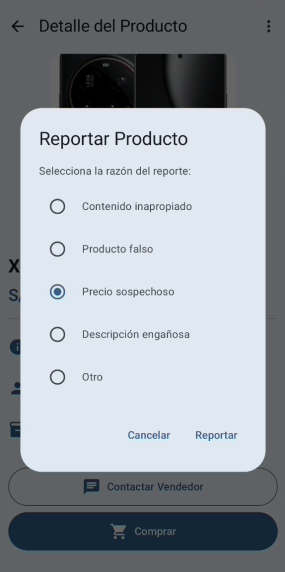 Detalle del Producto
Reportar Producto
Selecciona la razón del reporte:
Contenido inapropiado
Producto falso
Precio sospechoso
Descripción engañosa
Otro
Cancelar Reportar
Contactar Vendedor
Comprar